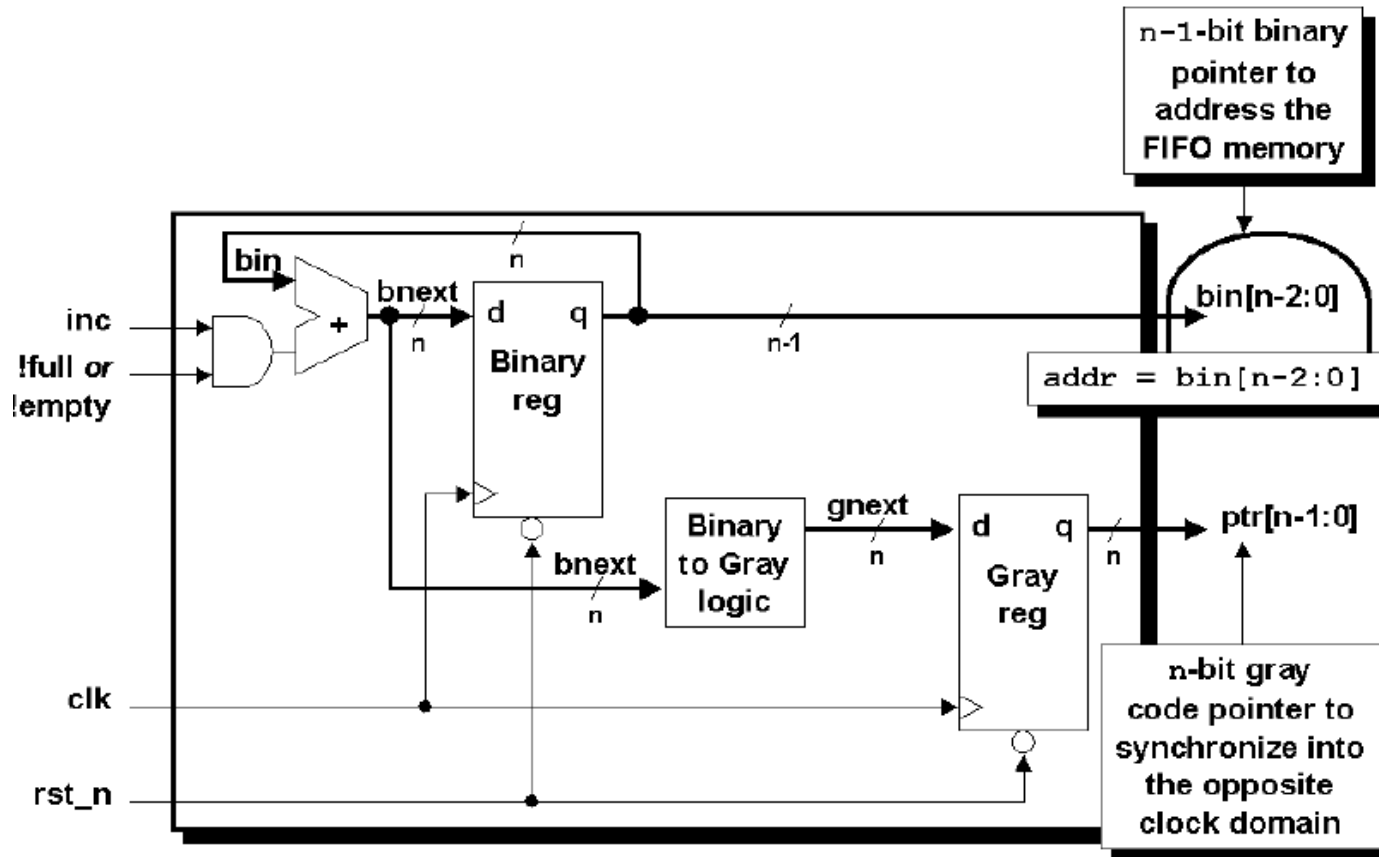 n-1-bit binary
pointer to
address the
FIFO memory
n
bin
bnext
n
d q
Binary
reg
+
inc
!full or
!empty
n-1
bin[n-2:0]
addr = bin[n-2:0]
bnext
n
Binary
to Gray
logic
gnext
n
d q
Gray
reg
n
ptr[n-1:0]
clk
rst_n
n-bit gray
code pointer to
synchronize into
the opposite
clock domain